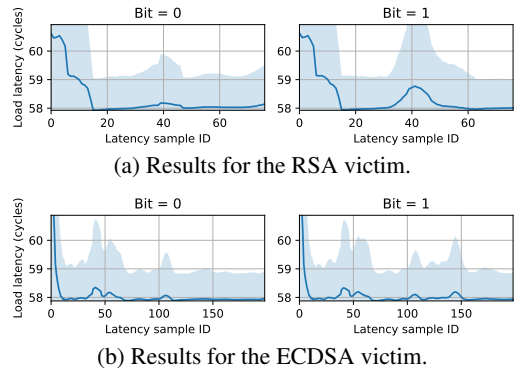 Bit = 0
Bit = 1
Load latency (cycles)
60
59
58
0
20
40
60
Latency sample ID
60
59
58
0
20
40
60
Latency sample ID
(a) Results for the RSA victim.
Bit = 0
Bit = 1
Load latency (cycles)
60
59
58
0
50
100
150
Latency sample ID
60
59
58
0
50
100
150
Latency sample ID
(b) Results for the ECDSA victim.